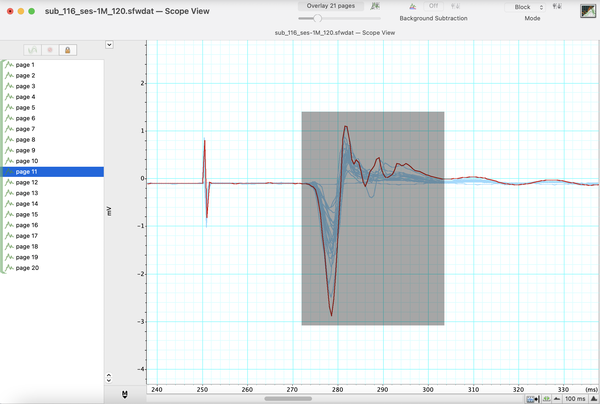 sub_116_ses-1M_120.sfwdat — Scope View
Overlay 21 pages
Off
Background Subtraction
Block
Mode
sub_116_ses-1M_120.sfwdat — Scope View
page 1
page 2
page 3
page 4
page 5
page 6
page 7
page 8
page 9
page 10
page 11
page 12
page 13
page 14
page 15
page 16
page 17
page 18
page 19
page 20
mV
2
1
0
-1
-2
-3
-4
240 250 260 270 280 290 300 310 320 330 (ms)
100 ms